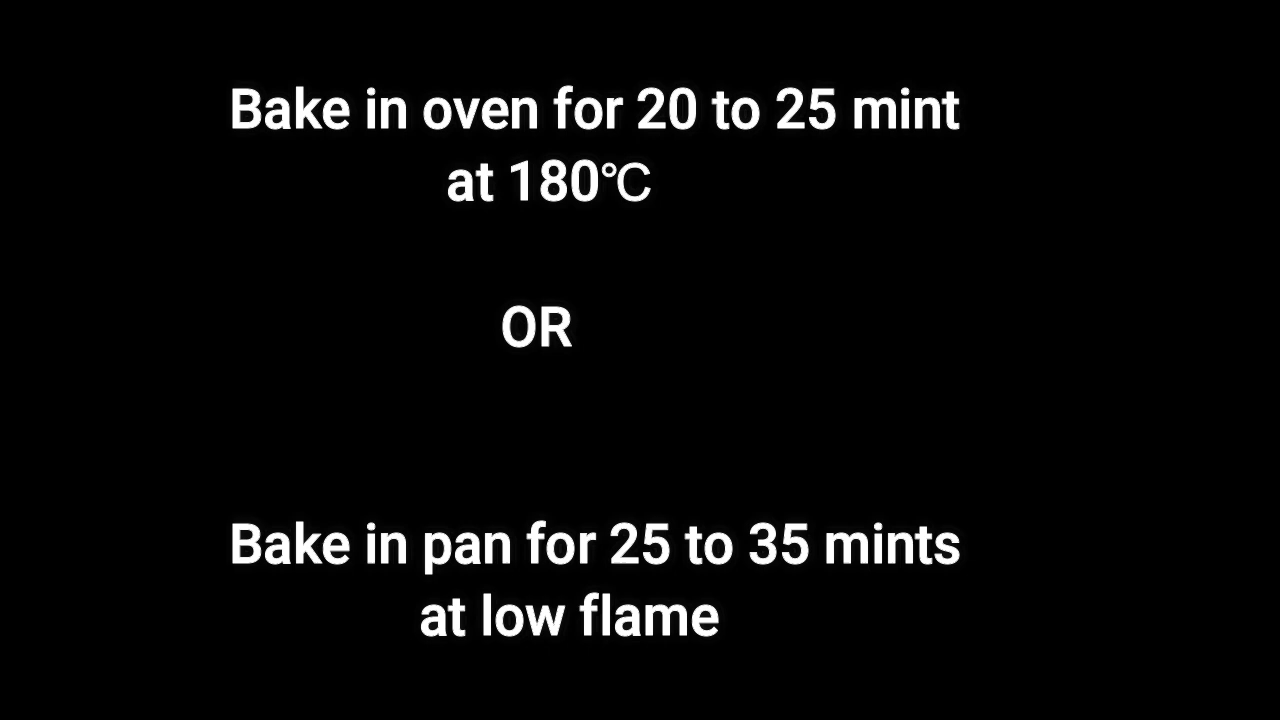 Bake in oven for 20 to 25 mint
at 180℃
OR
Bake in pan for 25 to 35 mints
at low flame